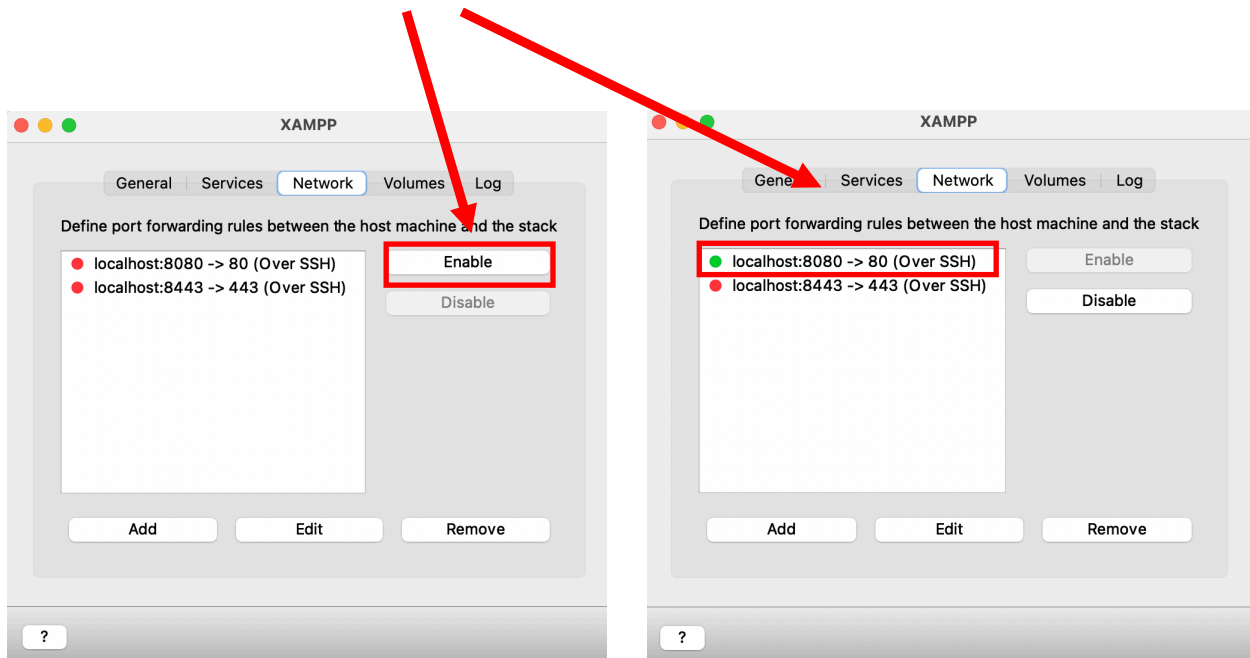 XAMPP
General Services Network Volumes Log
Define port forwarding rules between the host machine and the stack
localhost:8080 -> 80 (Over SSH)
localhost:8443 -> 443 (Over SSH)
Enable
Disable
Add Edit Remove
?
XAMPP
Gene Services Network Volumes Log
Define port forwarding rules between the host machine and the stack
localhost:8080 -> 80 (Over SSH)
localhost:8443 -> 443 (Over SSH)
Enable
Disable
Add Edit Remove
?